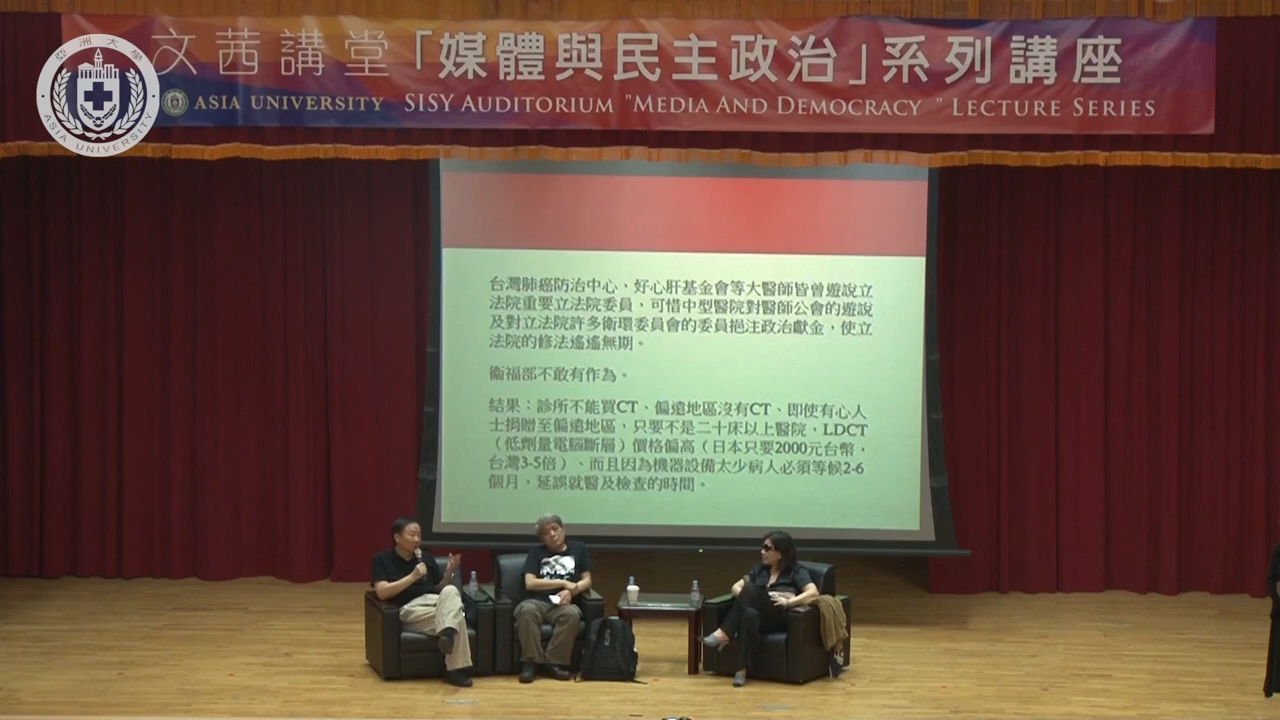 亞洲大學
ASIA UNIVERSITY
文茜講堂「媒體與民主政治」系列講座
ASIA UNIVERSITY SISY AUDITORIUM "MEDIA AND DEMOCRACY " LECTURE SERIES
台灣肺癌防治中心，好心肝基金會等大醫師皆曾遊說立
法院重要立法院委員，可惜中型醫院對醫師公會的遊說
及對立法院許多衛環委員會的委員挹注政治獻金，使立
法院的修法遙遙無期。
衛福部不敢有作為。
結果：診所不能買CT、偏遠地區沒有CT、即使有心人
士捐贈至偏遠地區，只要不是二十床以上醫院，LDCT
（低劑量電腦斷層）價格偏高（日本只要2000元台幣，
台灣3-5倍）、而且因為機器設備太少病人必須等候2-6
個月，延誤就醫及檢查的時間。